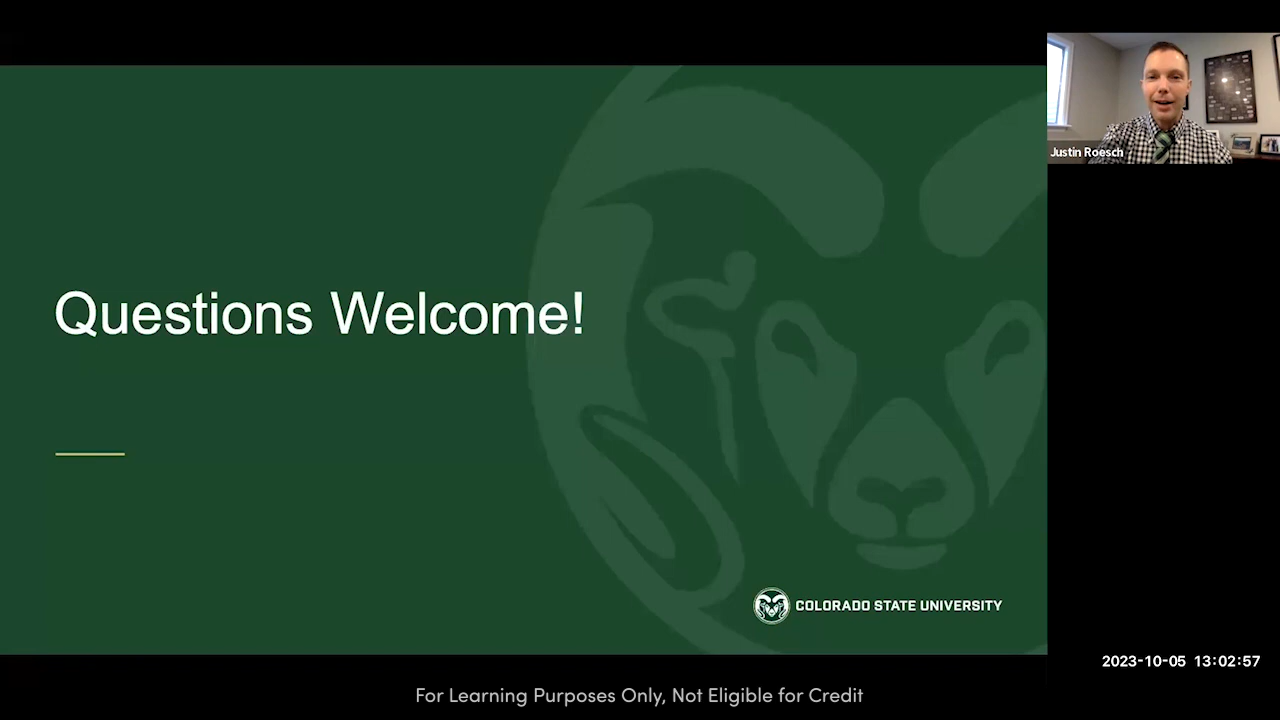 Justin Roesch
Questions Welcome!
COLORADO STATE UNIVERSITY
2023-10-05 13:02:57
For Learning Purposes Only, Not Eligible for Credit